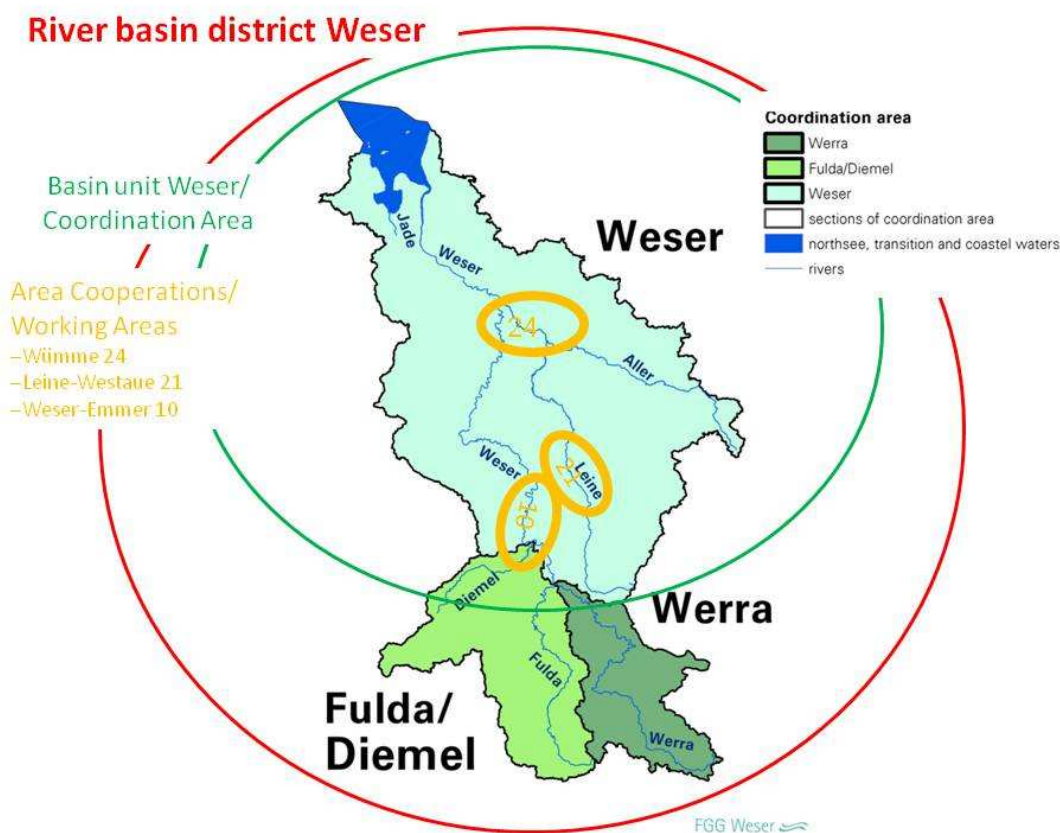 River basin district Weser
Basin unit Weser/
Coordination Area
Area Cooperations/
Working Areas
–Wümme 24
–Leine-Westaue 21
–Weser-Emmer 10
Coordination area
Werra
Fulda/Diemel
Weser
sections of coordination area
northsee, transition and coastal waters
rivers
Weser
Jade
Weser
24
Aller
Weser
21
Leine
10
Diemel
Werra
Fulda
Fulda/
Diemel
Werra
FGG Weser